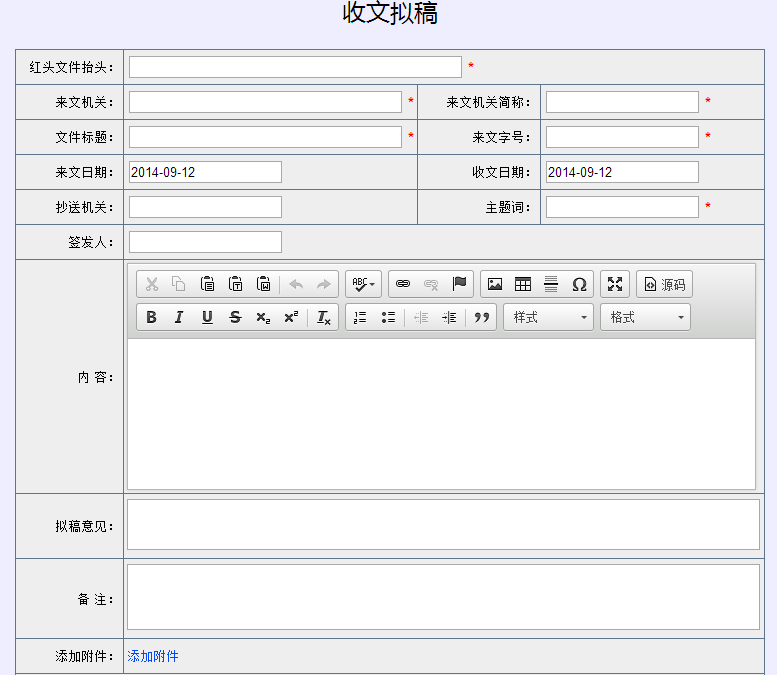 收文拟稿
红头文件抬头： *
来文机关： * 来文机关简称： *
文件标题： * 来文字号： *
来文日期： 2014-09-12 收文日期： 2014-09-12
抄送机关： 主题词： *
签发人：
ABC Ω 源码
B I U S x₂ x² Tx 样式 格式
内 容：
拟稿意见：
备 注：
添加附件： 添加附件